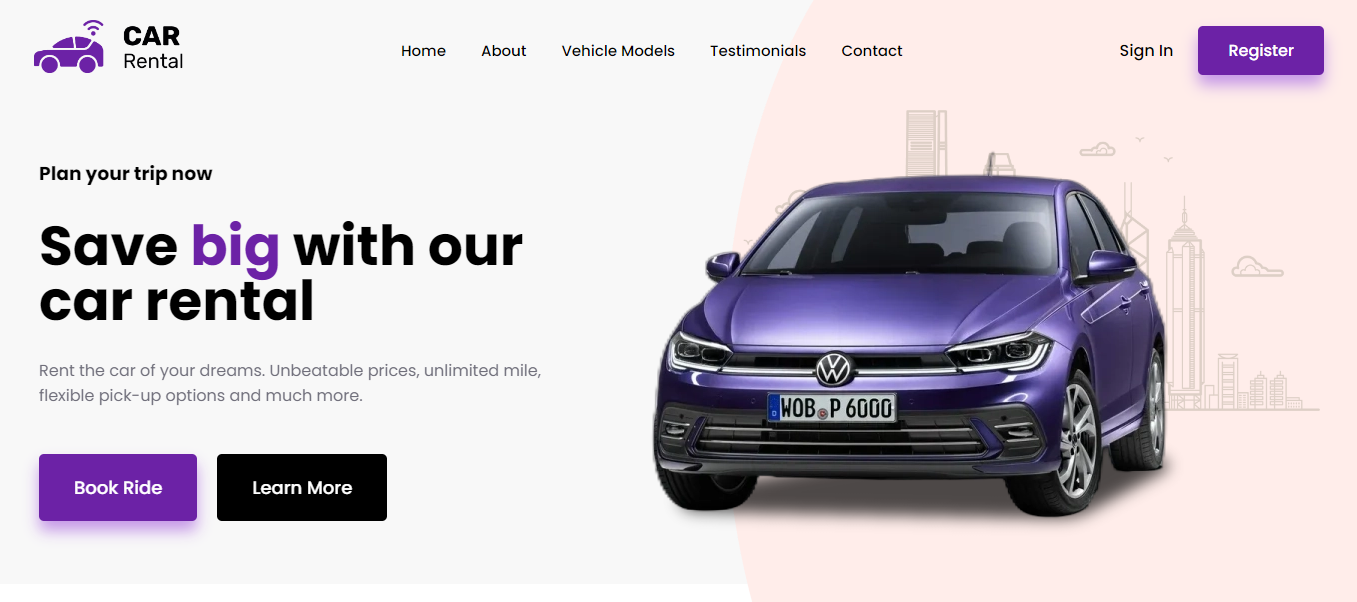 CAR
Rental
Home
About
Vehicle Models
Testimonials
Contact
Sign In
Register
Plan your trip now
Save big with our
car rental
Rent the car of your dreams. Unbeatable prices, unlimited mile,
flexible pick-up options and much more.
Book Ride
Learn More
WOB P 6000